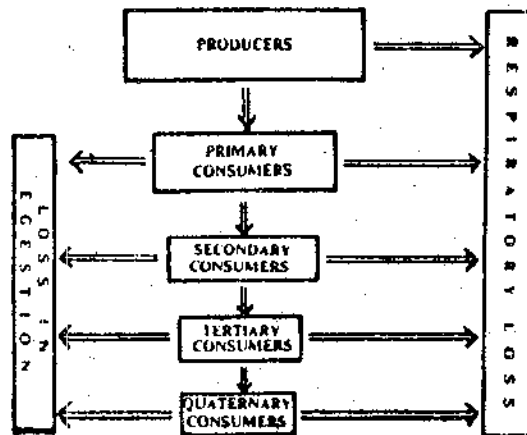 PRODUCERS
PRIMARY
CONSUMERS
SECONDARY
CONSUMERS
TERTIARY
CONSUMERS
QUATERNARY
CONSUMERS
LOSS IN
EGESTION
RESPIRATORY LOSS